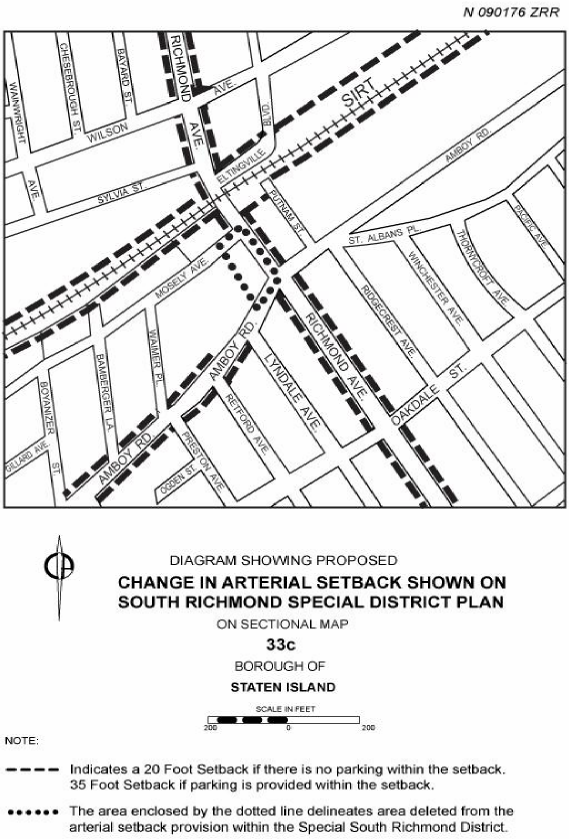 N 090176 ZRR
WAINWRIGHT
AVE.
CHESEBROUGH ST.
BAYARD ST.
RICHMOND
AVE.
AVE.
WILSON
SYLVIA ST.
BLVD
ELTINGVILLE
SIRT
AMBOY RD.
PUTNAM ST.
ST. ALBANS PL.
PACIFIC AVE.
THORNYCROFT AVE.
WINCHESTER AVE.
RIDGECREST AVE.
MOSELY AVE.
RICHMOND AVE.
OAKDALE ST.
AMBOY RD.
LYNDALE AVE.
RETFORD AVE.
WAIMER PL.
BAMBERGER LA.
BOYANIZER
ST.
DILLARD AVE.
AMBOY RD.
PRESTON AVE.
OGDEN ST.
DIAGRAM SHOWING PROPOSED
CHANGE IN ARTERIAL SETBACK SHOWN ON
SOUTH RICHMOND SPECIAL DISTRICT PLAN
ON SECTIONAL MAP
33c
BOROUGH OF
STATEN ISLAND
SCALE IN FEET
200 0 200
NOTE:
Indicates a 20 Foot Setback if there is no parking within the setback.
35 Foot Setback if parking is provided within the setback.
The area enclosed by the dotted line delineates area deleted from the
arterial setback provision within the Special South Richmond District.